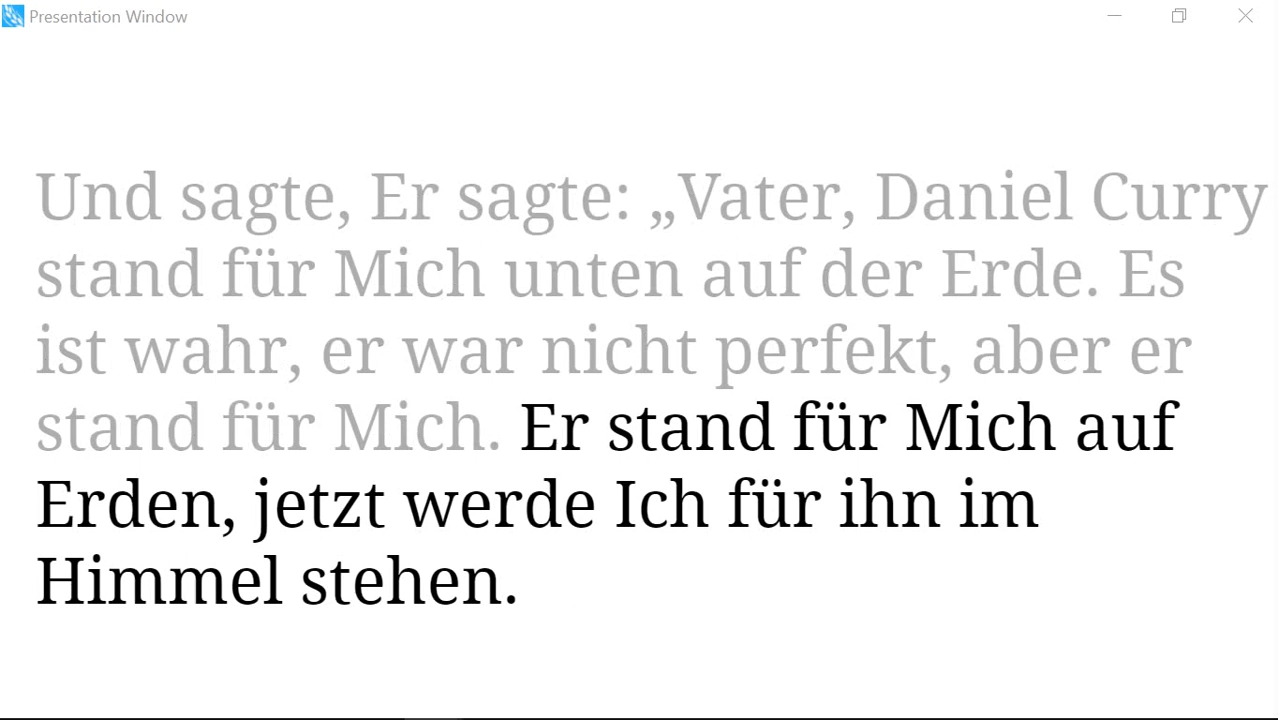 Presentation Window
Und sagte, Er sagte: „Vater, Daniel Curry
stand für Mich unten auf der Erde. Es
ist wahr, er war nicht perfekt, aber er
stand für Mich. Er stand für Mich auf
Erden, jetzt werde Ich für ihn im
Himmel stehen.